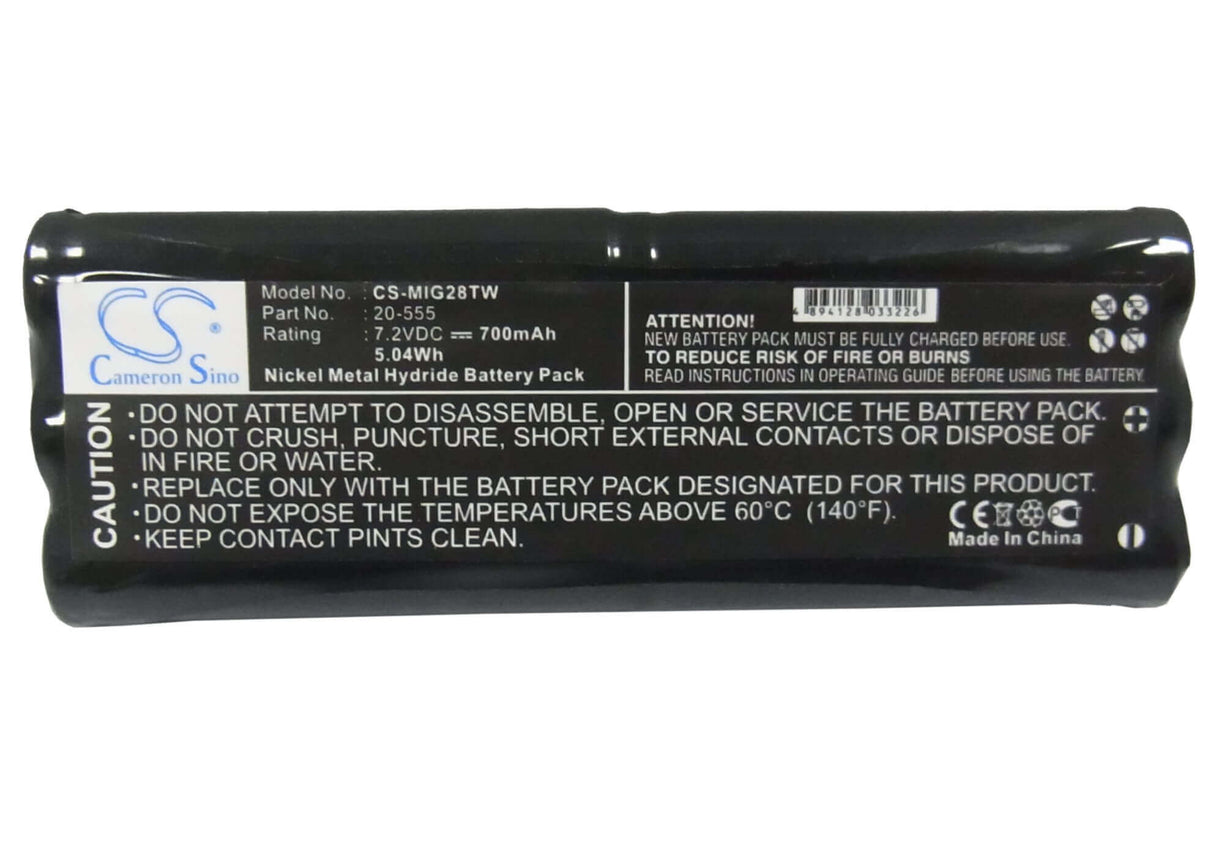 CS®
Cameron Sino
Model No. : CS-MIG28TW
Part No. : 20-555
Rating : 7.2VDC ⎓ 700mAh
5.04Wh
Nickel Metal Hydride Battery Pack
4 894128 033226
ATTENTION:
NEW BATTERY PACK MUST BE FULLY CHARGED BEFORE USE.
TO REDUCE RISK OF FIRE OR BURNS
READ INSTRUCTIONS IN OPERATING GUIDE BEFORE USING THE BATTERY.
CAUTION
•DO NOT ATTEMPT TO DISASSEMBLE, OPEN OR SERVICE THE BATTERY PACK.
•DO NOT CRUSH, PUNCTURE, SHORT EXTERNAL CONTACTS OR DISPOSE OF
IN FIRE OR WATER.
•REPLACE ONLY WITH THE BATTERY PACK DESIGNATED FOR THIS PRODUCT.
•DO NOT EXPOSE THE TEMPERATURES ABOVE 60°C (140°F).
•KEEP CONTACT PINTS CLEAN.
CE PCT
Made In China